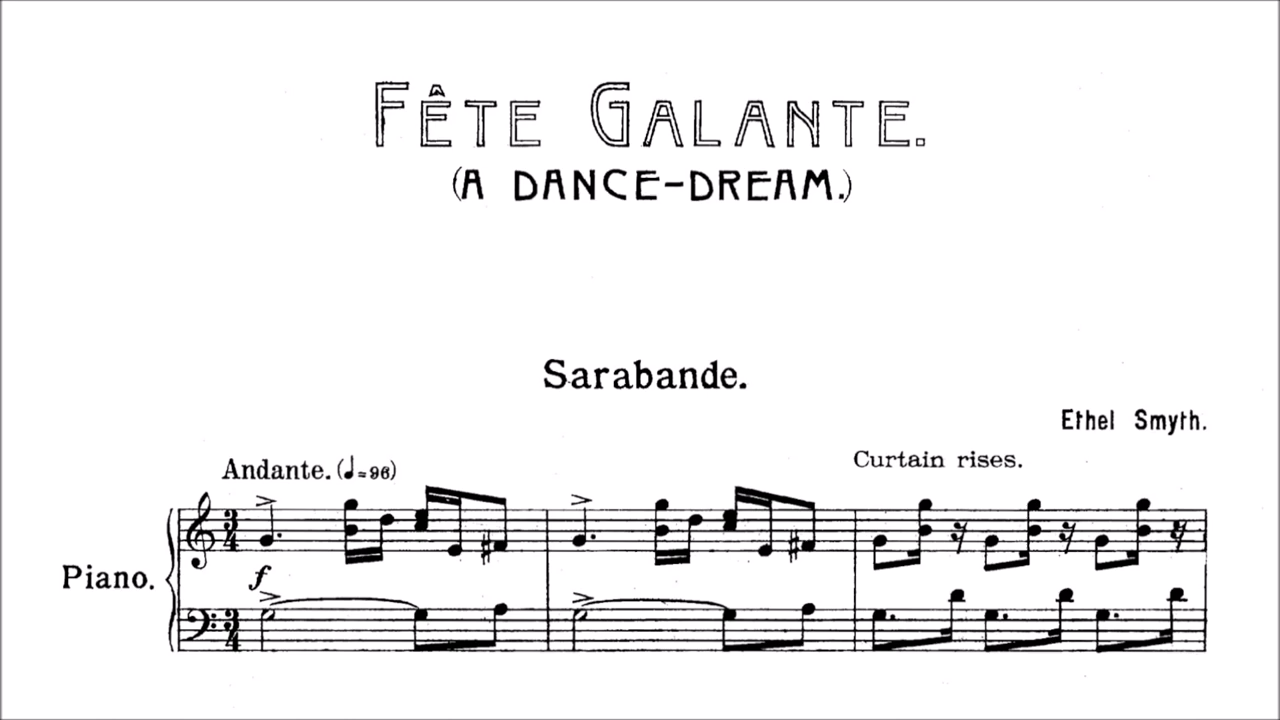 FÊTE GALANTE.
(A DANCE-DREAM.)
Sarabande.
Ethel Smyth.
Andante. (♩=96)
Curtain rises.
Piano.
f